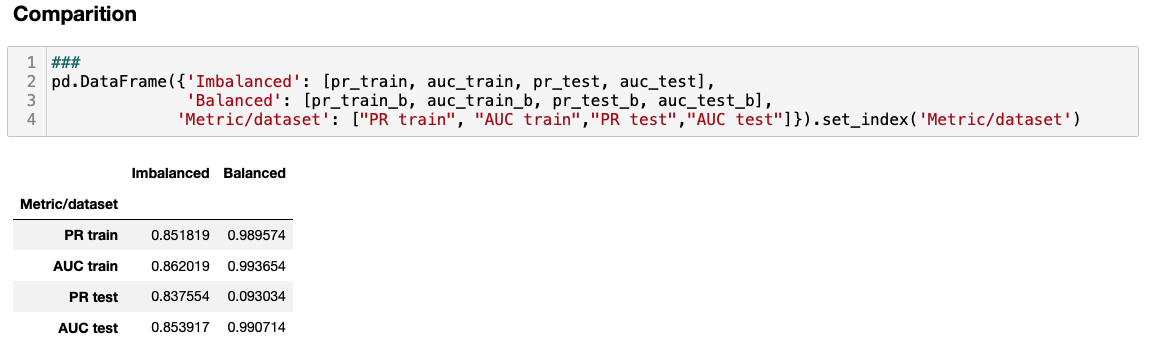 Comparition
1 ###
2 pd.DataFrame({'Imbalanced': [pr_train, auc_train, pr_test, auc_test],
3 'Balanced': [pr_train_b, auc_train_b, pr_test_b, auc_test_b],
4 'Metric/dataset': ["PR train", "AUC train","PR test","AUC test"]}).set_index('Metric/dataset')
Imbalanced Balanced
Metric/dataset
PR train 0.851819 0.989574
AUC train 0.862019 0.993654
PR test 0.837554 0.093034
AUC test 0.853917 0.990714